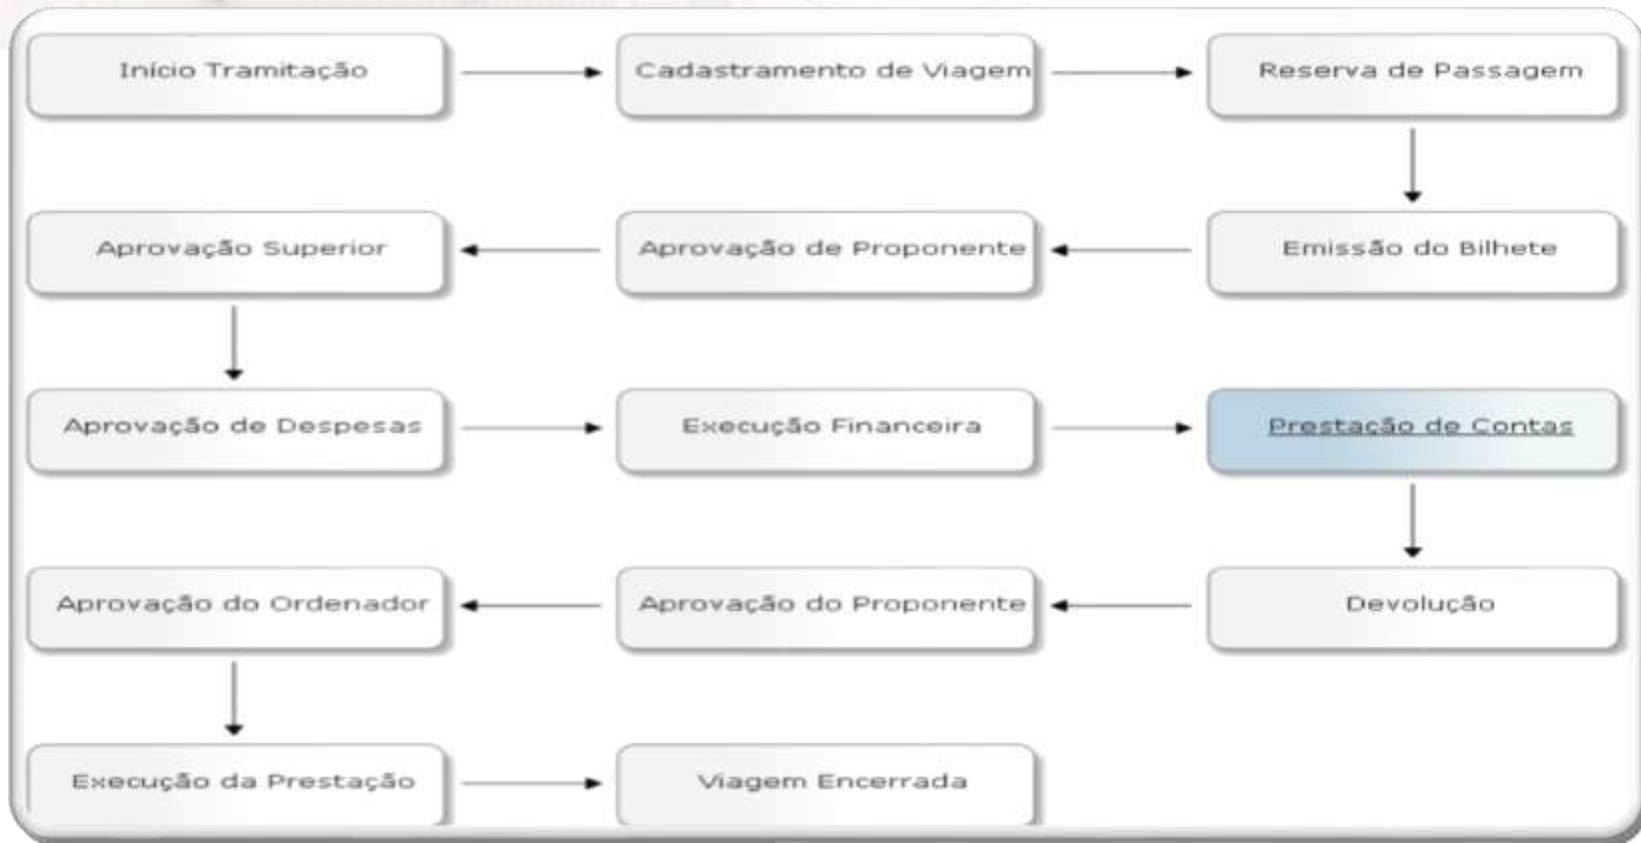 Início Tramitação
Cadastramento de Viagem
Reserva de Passagem
Aprovação Superior
Aprovação de Proponente
Emissão do Bilhete
Aprovação de Despesas
Execução Financeira
Prestação de Contas
Aprovação do Ordenador
Aprovação do Proponente
Devolução
Execução da Prestação
Viagem Encerrada